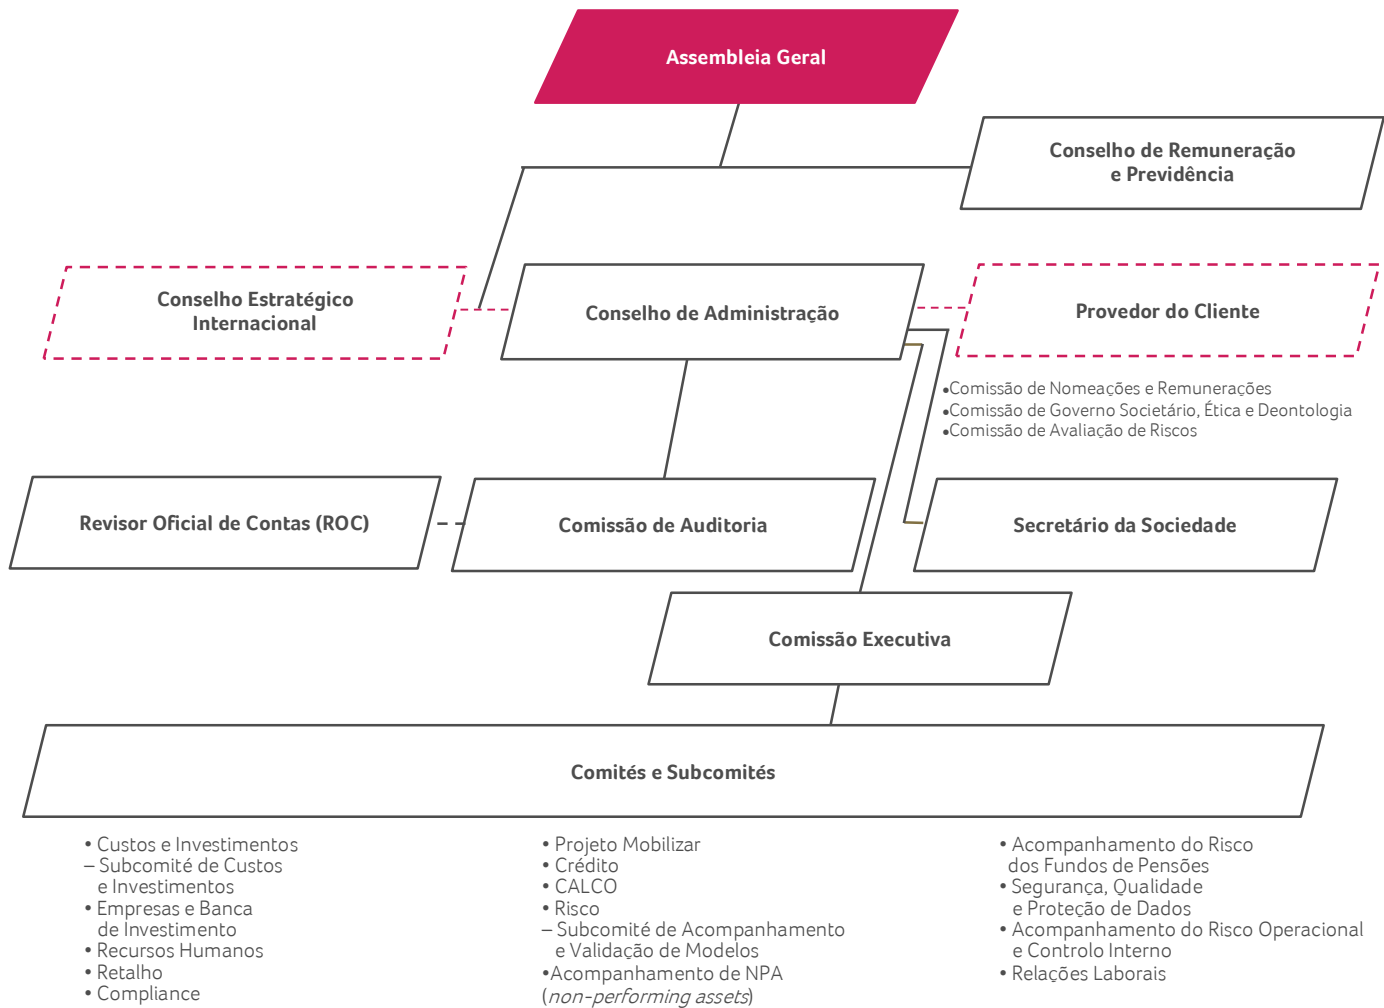 Assembleia Geral
Conselho de Remuneração
e Previdência
Conselho Estratégico
Internacional
Conselho de Administração
Provedor do Cliente
•Comissão de Nomeações e Remunerações
•Comissão de Governo Societário, Ética e Deontologia
•Comissão de Avaliação de Riscos
Revisor Oficial de Contas (ROC)
Comissão de Auditoria
Secretário da Sociedade
Comissão Executiva
Comités e Subcomités
• Custos e Investimentos
– Subcomité de Custos
e Investimentos
• Empresas e Banca
de Investimento
• Recursos Humanos
• Retalho
• Compliance
• Projeto Mobilizar
• Crédito
• CALCO
• Risco
– Subcomité de Acompanhamento
e Validação de Modelos
•Acompanhamento de NPA
(non-performing assets)
• Acompanhamento do Risco
dos Fundos de Pensões
• Segurança, Qualidade
e Proteção de Dados
• Acompanhamento do Risco Operacional
e Controlo Interno
• Relações Laborais